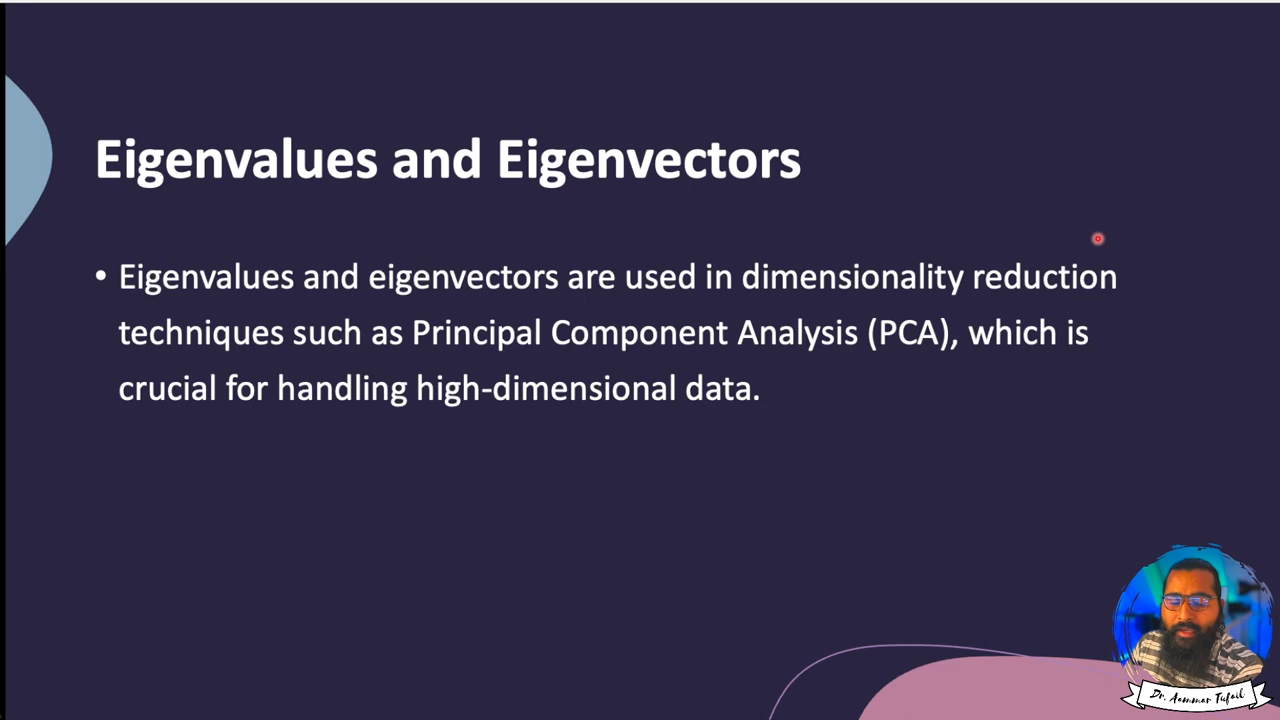 Eigenvalues and Eigenvectors
• Eigenvalues and eigenvectors are used in dimensionality reduction
techniques such as Principal Component Analysis (PCA), which is
crucial for handling high-dimensional data.
Dr. Aammar Tufail